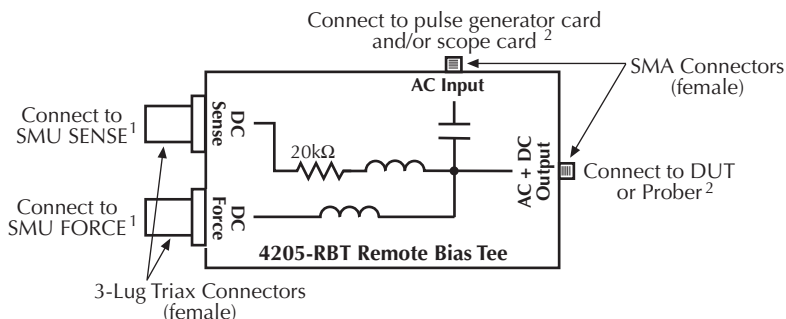 Connect to pulse generator card
and/or scope card 2
SMA Connectors
(female)
AC Input
Connect to
SMU SENSE1
DC
Sense
20kΩ
AC + DC
Output
Connect to DUT
or Prober 2
Connect to
SMU FORCE1
DC
Force
4205-RBT Remote Bias Tee
3-Lug Triax Connectors
(female)